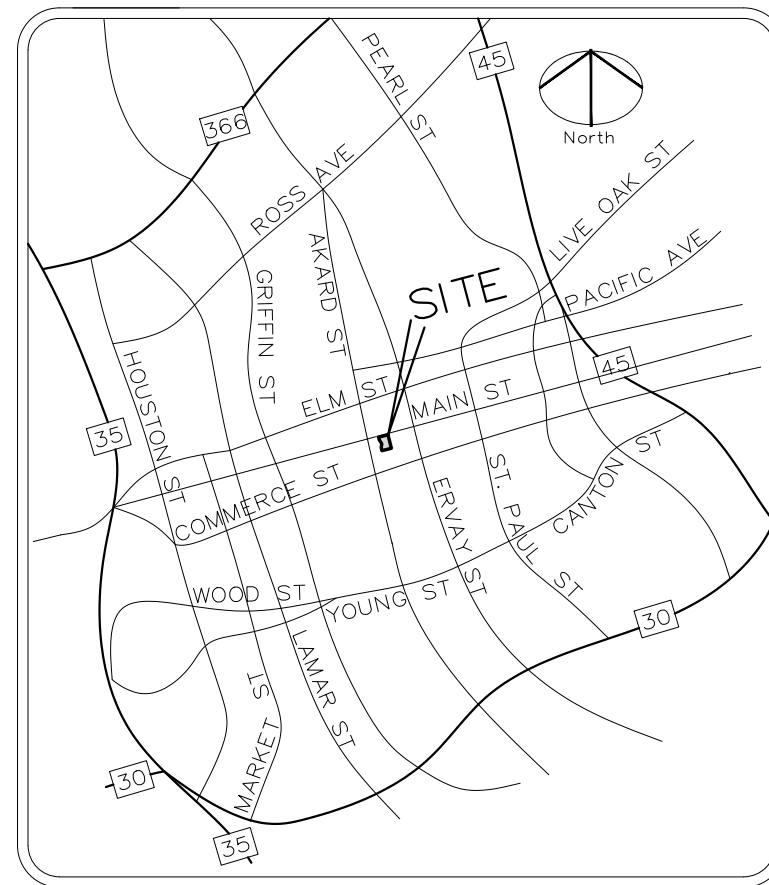 PEARL ST
45
366
North
ROSS AVE
LIVE OAK ST
AKARD ST
PACIFIC AVE
GRIFFIN ST
SITE
HOUSTON ST
ELM ST
MAIN ST
45
35
COMMERCE ST
ERVAY ST
ST. PAUL ST
CANTON ST
WOOD ST
YOUNG ST
30
LAMAR ST
MARKET ST
30
35